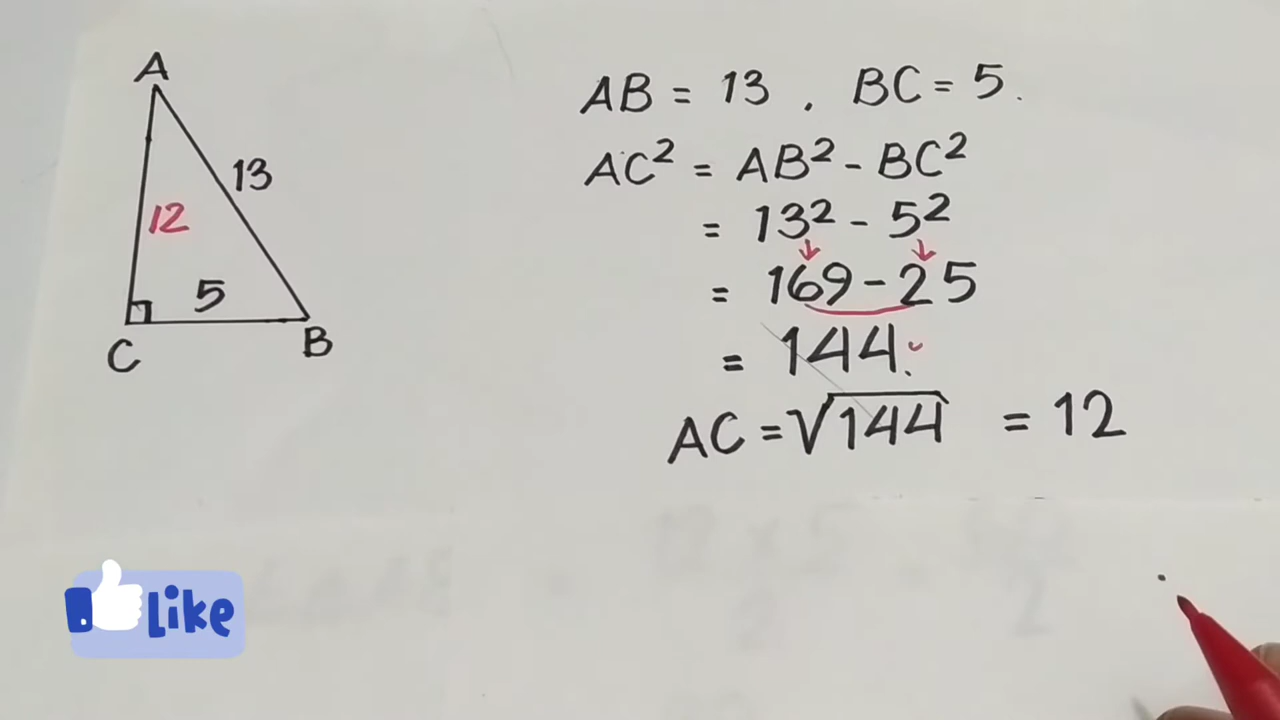 A
13
12
5
C
B
AB = 13 , BC = 5.
AC² = AB² - BC²
= 13² - 5²
= 169 - 25
= 144.
AC = √144 = 12
Like